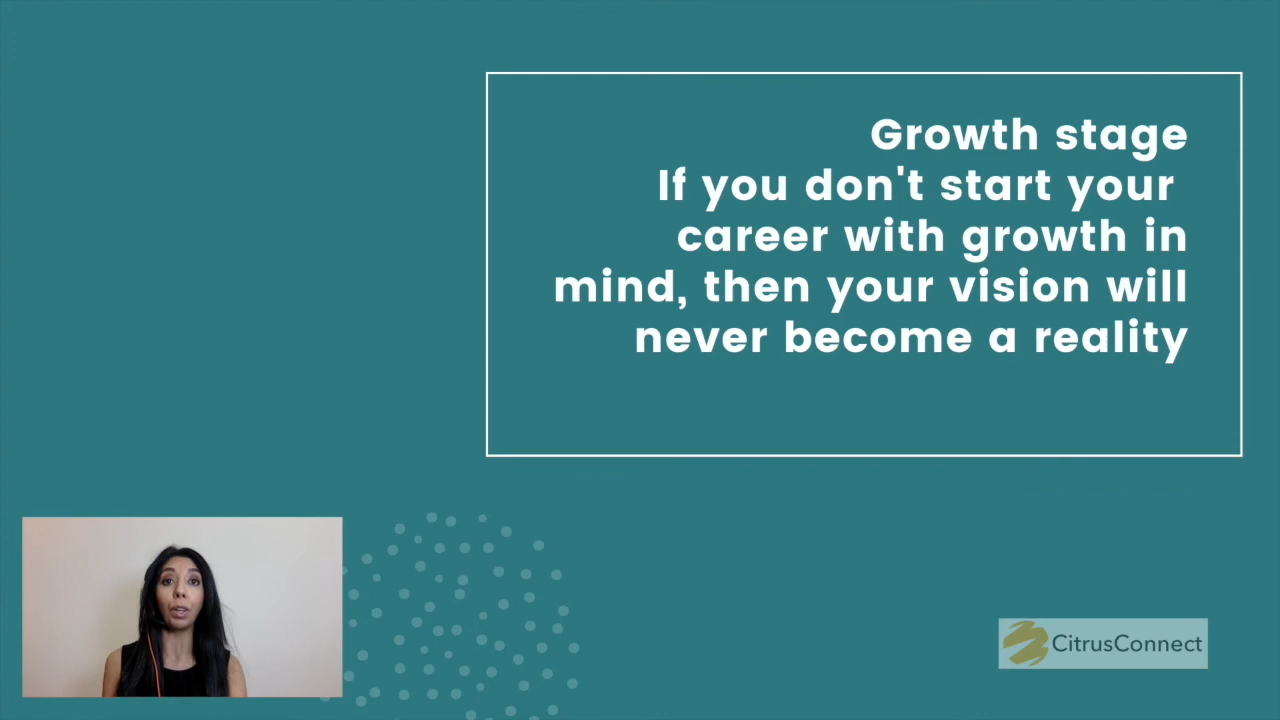 Growth stage
If you don't start your
career with growth in
mind, then your vision will
never become a reality
CitrusConnect